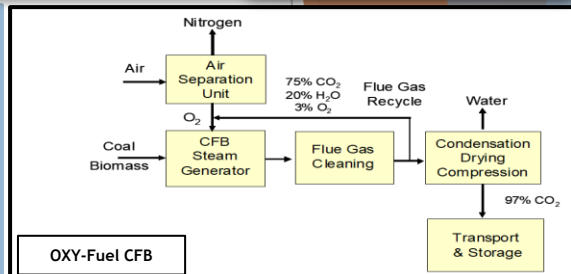 Nitrogen
Air
Air
Separation
Unit
75% CO₂
20% H₂O
3% O₂
Flue Gas
Recycle
Water
O₂
Coal
Biomass
CFB
Steam
Generator
Flue Gas
Cleaning
Condensation
Drying
Compression
97% CO₂
Transport
& Storage
OXY-Fuel CFB